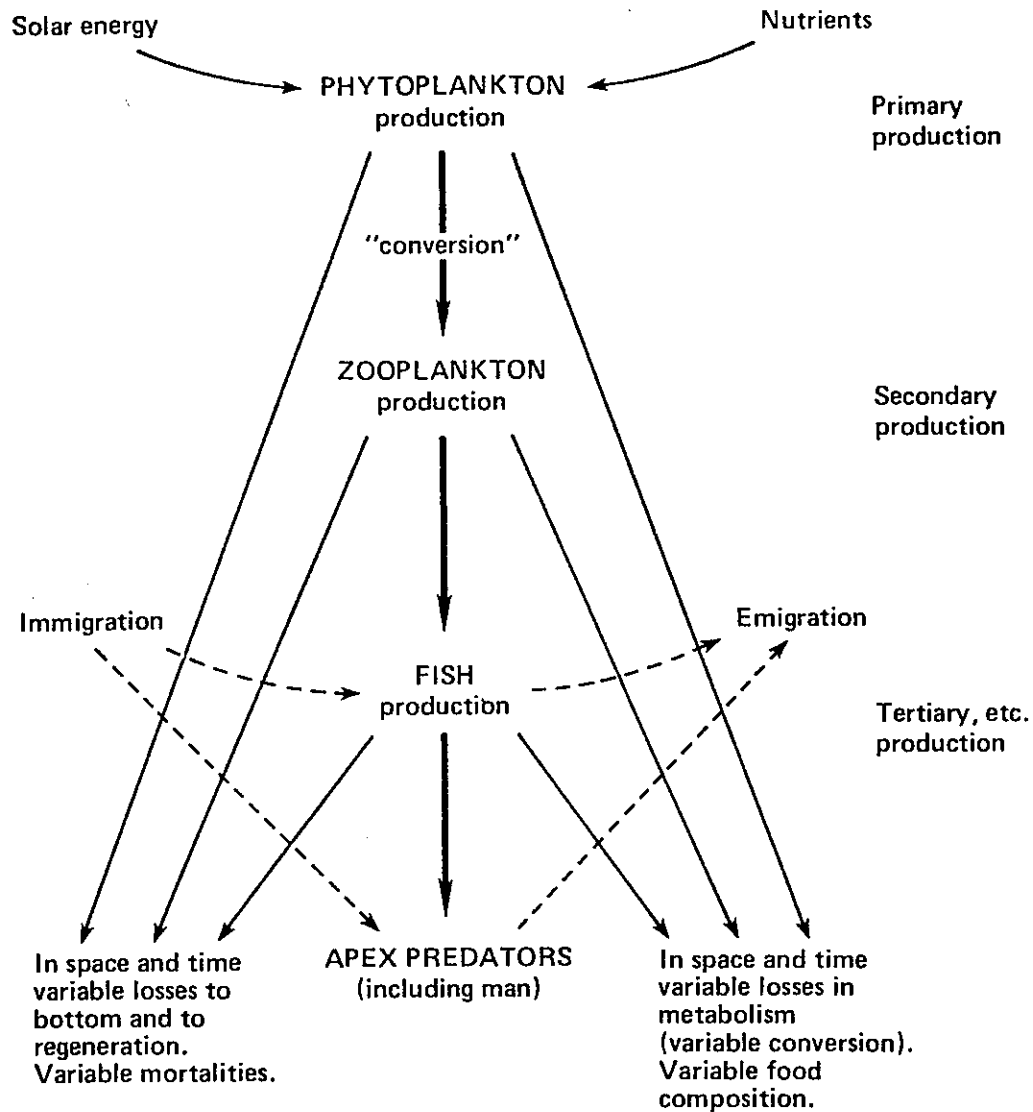 Solar energy
Nutrients
PHYTOPLANKTON
production
Primary
production
"conversion"
ZOOPLANKTON
production
Secondary
production
Immigration
Emigration
FISH
production
Tertiary, etc.
production
In space and time
variable losses to
bottom and to
regeneration.
Variable mortalities.
APEX PREDATORS
(including man)
In space and time
variable losses in
metabolism
(variable conversion).
Variable food
composition.